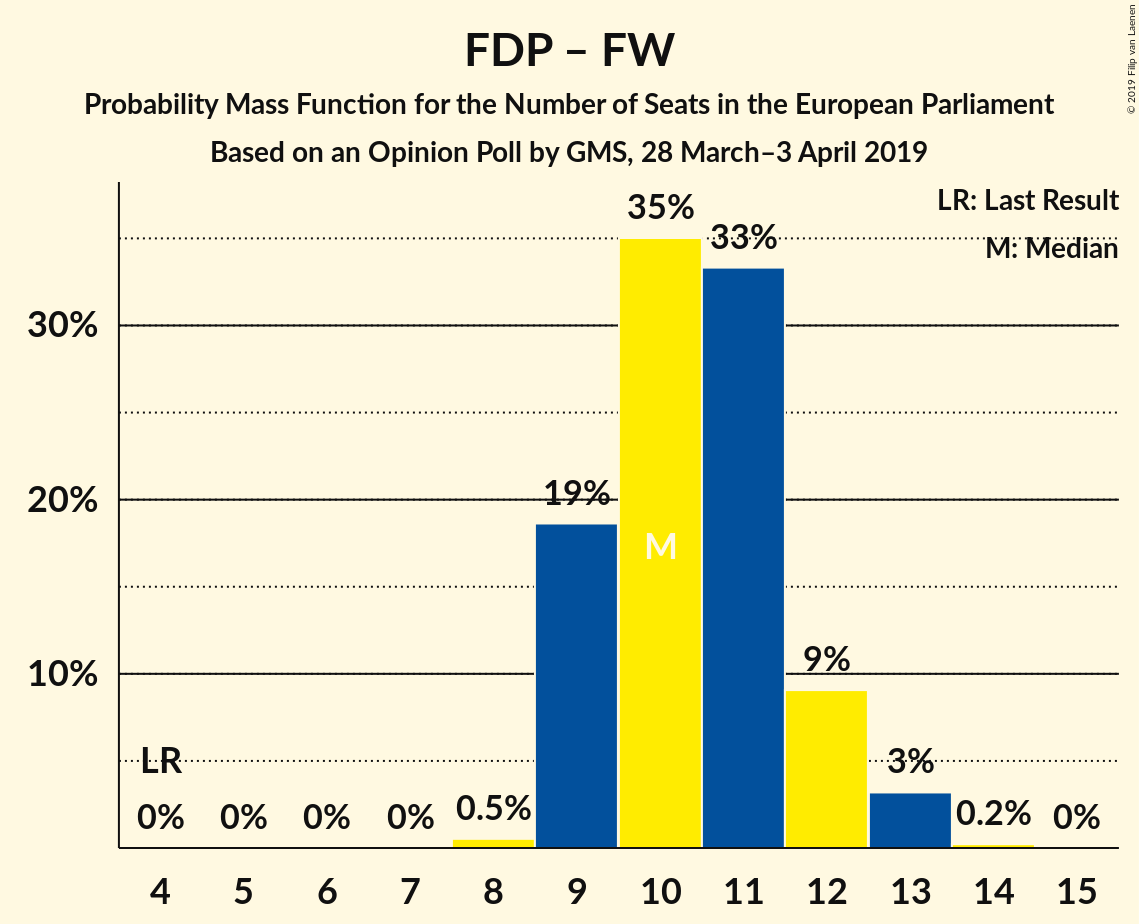 FDP – FW
Probability Mass Function for the Number of Seats in the European Parliament
Based on an Opinion Poll by GMS, 28 March–3 April 2019
© 2019 Filip van Laenen
LR: Last Result
M: Median
35%
33%
30%
20%
19%
M
10%
9%
LR
3%
0%
0%
0%
0%
0.5%
0.2%
0%
4 5 6 7 8 9 10 11 12 13 14 15